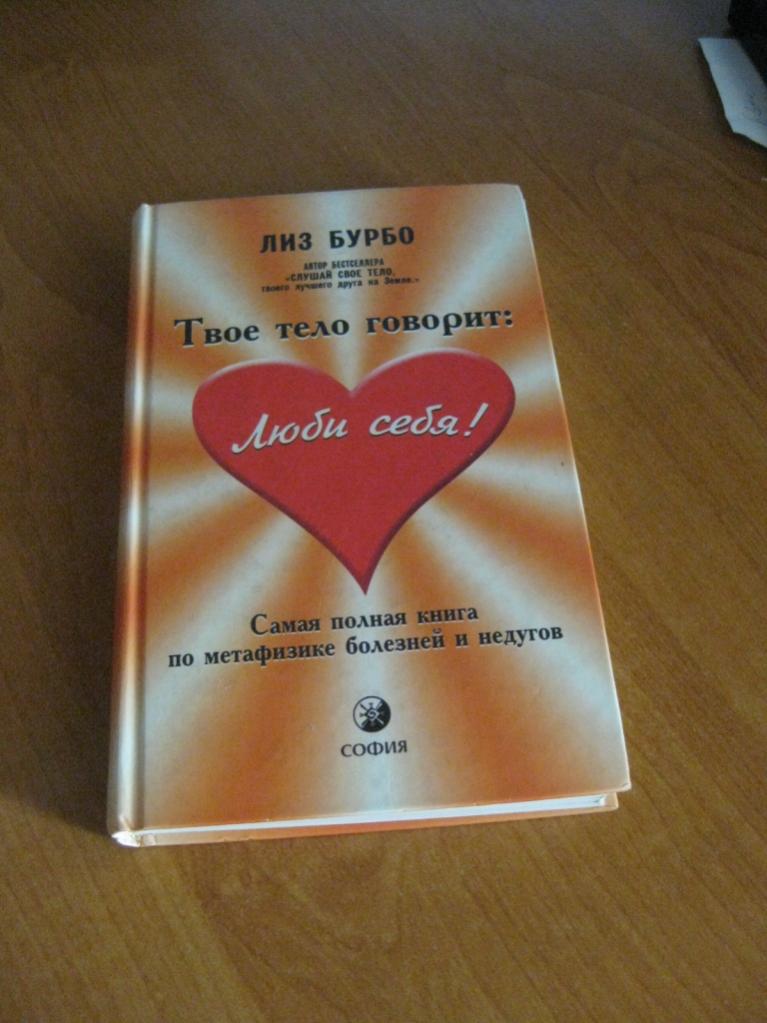 ЛИЗ БУРБО
АВТОР БЕСТСЕЛЛЕРА
«СЛУШАЙ СВОЕ ТЕЛО,
твоего лучшего друга на Земле.»
Твое тело говорит:
Люби себя!
Самая полная книга
по метафизике болезней и недугов
СОФИЯ